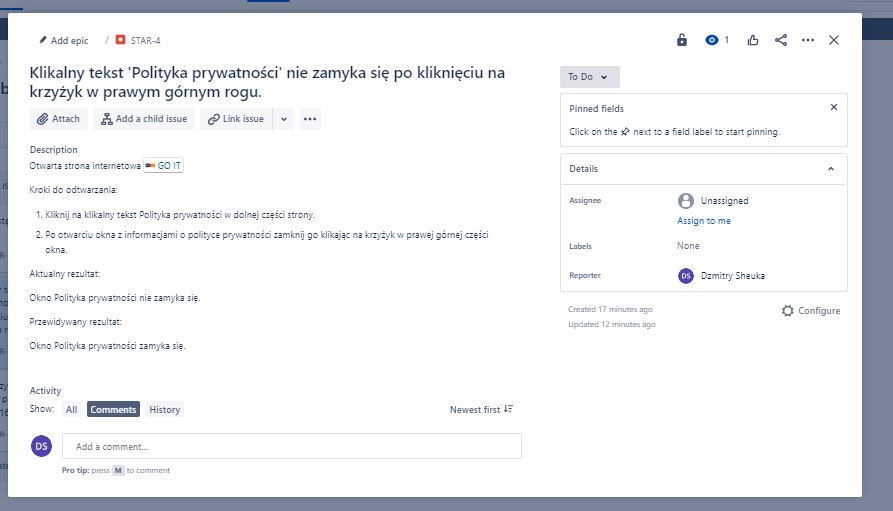 Add epic / STAR-4
1
Klikalny tekst 'Polityka prywatności' nie zamyka się po kliknięciu na
krzyżyk w prawym górnym rogu.
Attach Add a child issue Link issue
Description
Otwarta strona internetowa GO IT
Kroki do odtwarzania:
1. Kliknij na klikalny tekst Polityka prywatności w dolnej części strony.
2. Po otwarciu okna z informacjami o polityce prywatności zamknij go klikając na krzyżyk w prawej górnej części
okna.
Aktualny rezultat:
Okno Polityka prywatności nie zamyka się.
Przewidywany rezultat:
Okno Polityka prywatności zamyka się.
Activity
Show: All Comments History Newest first
DS Add a comment...
Pro tip: press M to comment
To Do
Pinned fields
Click on the next to a field label to start pinning.
Details
Assignee Unassigned
Assign to me
Labels None
Reporter DS Dzmitry Sheuka
Created 17 minutes ago Configure
Updated 12 minutes ago